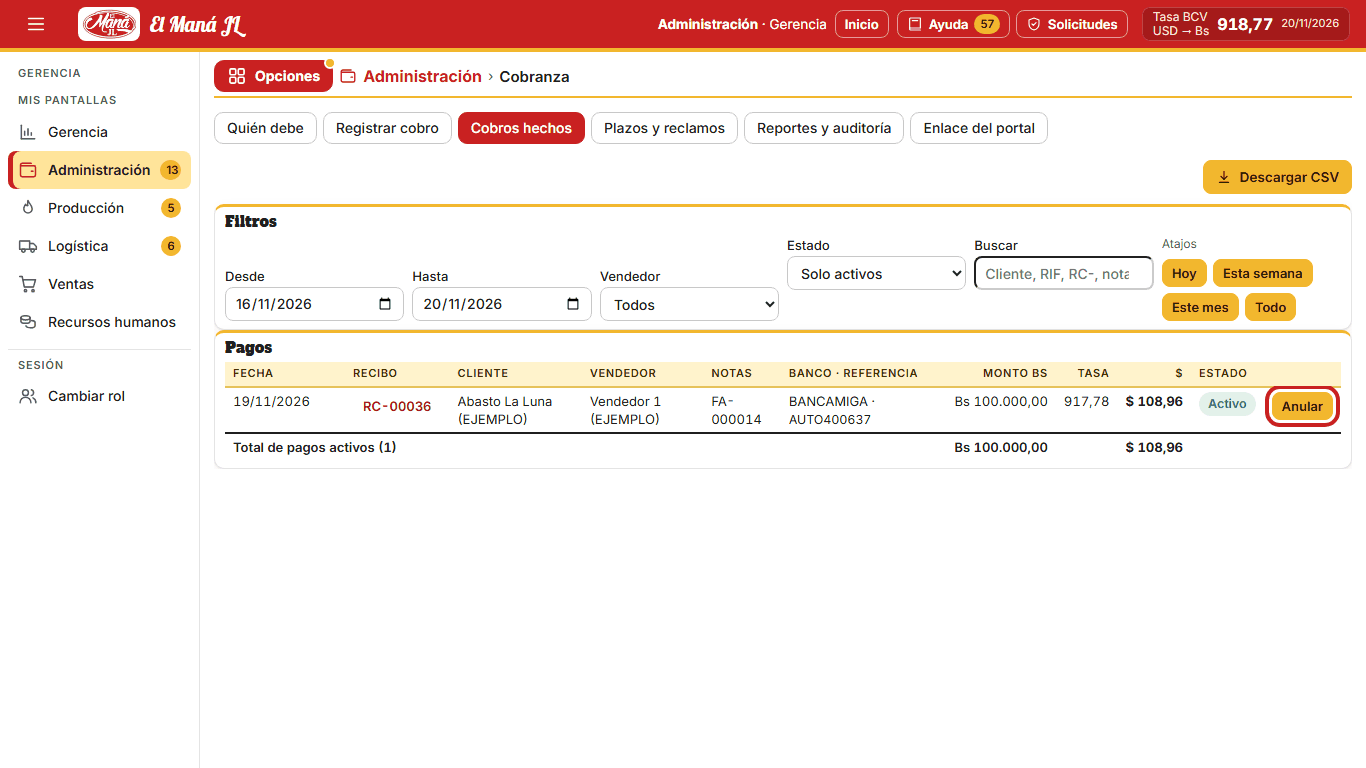 El Maná JL
Administración · Gerencia
Inicio
Ayuda 57
Solicitudes
Tasa BCV
USD → Bs
918,77
20/11/2026
GERENCIA
MIS PANTALLAS
Gerencia
Administración 13
Producción 5
Logística 6
Ventas
Recursos humanos
SESIÓN
Cambiar rol
Opciones
Administración › Cobranza
Quién debe
Registrar cobro
Cobros hechos
Plazos y reclamos
Reportes y auditoría
Enlace del portal
Descargar CSV
Filtros
Desde
16/11/2026
Hasta
20/11/2026
Vendedor
Todos
Estado
Solo activos
Buscar
Cliente, RIF, RC-, nota
Atajos
Hoy
Esta semana
Este mes
Todo
Pagos
FECHA RECIBO CLIENTE VENDEDOR NOTAS BANCO · REFERENCIA MONTO BS TASA $ ESTADO
19/11/2026 RC-00036 Abasto La Luna (EJEMPLO) Vendedor 1 (EJEMPLO) FA-000014 BANCAMIGA · AUTO400637 Bs 100.000,00 917,78 $ 108,96 Activo Anular
Total de pagos activos (1) Bs 100.000,00 $ 108,96